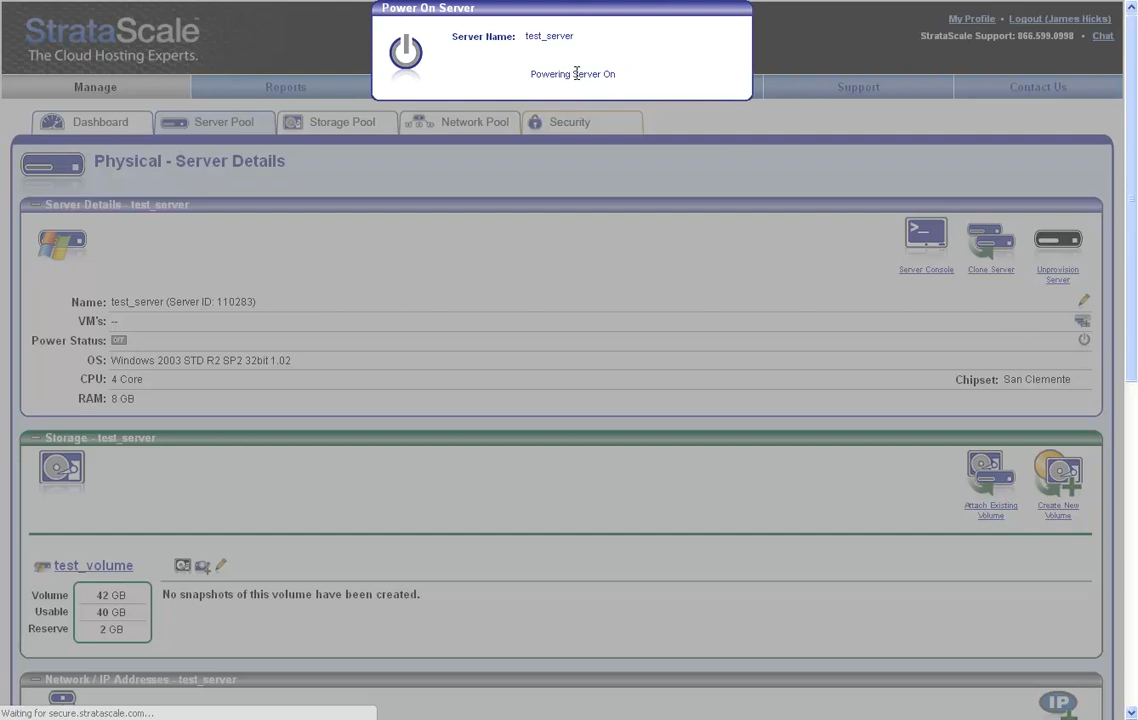 Power On Server
Server Name: test_server
Powering Server On
StrataScale
The Cloud Hosting Experts.
My Profile • Logout (James Hicks)
StrataScale Support: 866.599.0998 • Chat
Manage Reports Support Contact Us
Dashboard Server Pool Storage Pool Network Pool Security
Physical - Server Details
Server Details - test_server
Server Console Clone Server Unprovision Server
Name: test_server (Server ID: 110283)
VM's: --
Power Status: OFF
OS: Windows 2003 STD R2 SP2 32bit 1.02
CPU: 4 Core Chipset: San Clemente
RAM: 8 GB
Storage - test_server
Attach Existing Volume Create New Volume
test_volume
Volume 42 GB
Usable 40 GB
Reserve 2 GB
No snapshots of this volume have been created.
Network / IP Addresses - test_server
IP
Waiting for secure.stratascale.com...